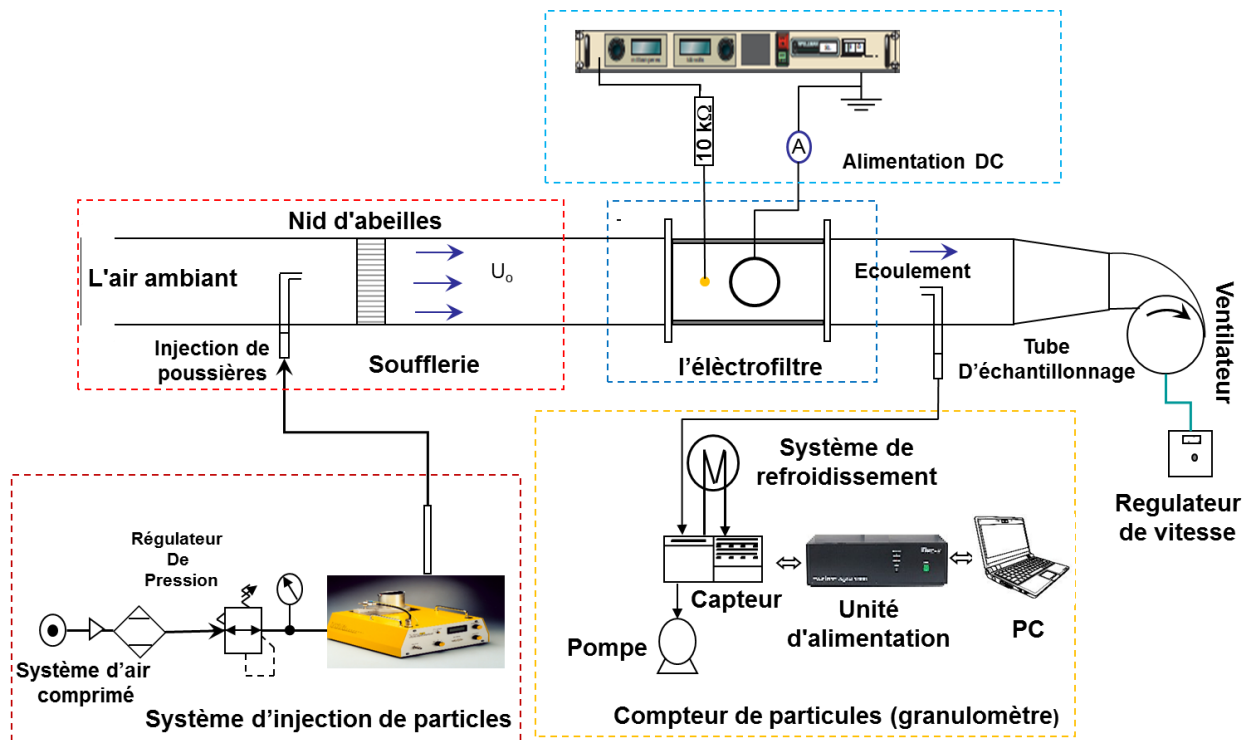 10 kΩ
A
Alimentation DC
Nid d'abeilles
L'air ambiant
Uo
Ecoulement
Injection de
poussières
Soufflerie
l'élèctrofiltre
Tube
D'échantillonnage
Ventilateur
Regulateur
de vitesse
Système de
refroidissement
Régulateur
De
Pression
Capteur
Unité
d'alimentation
PC
Pompe
Système d'air
comprimé
Système d'injection de particles
Compteur de particules (granulomètre)